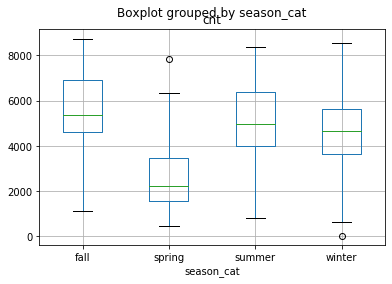 Boxplot grouped by season_cat
cnt
8000
6000
4000
2000
0
fall spring summer winter
season_cat